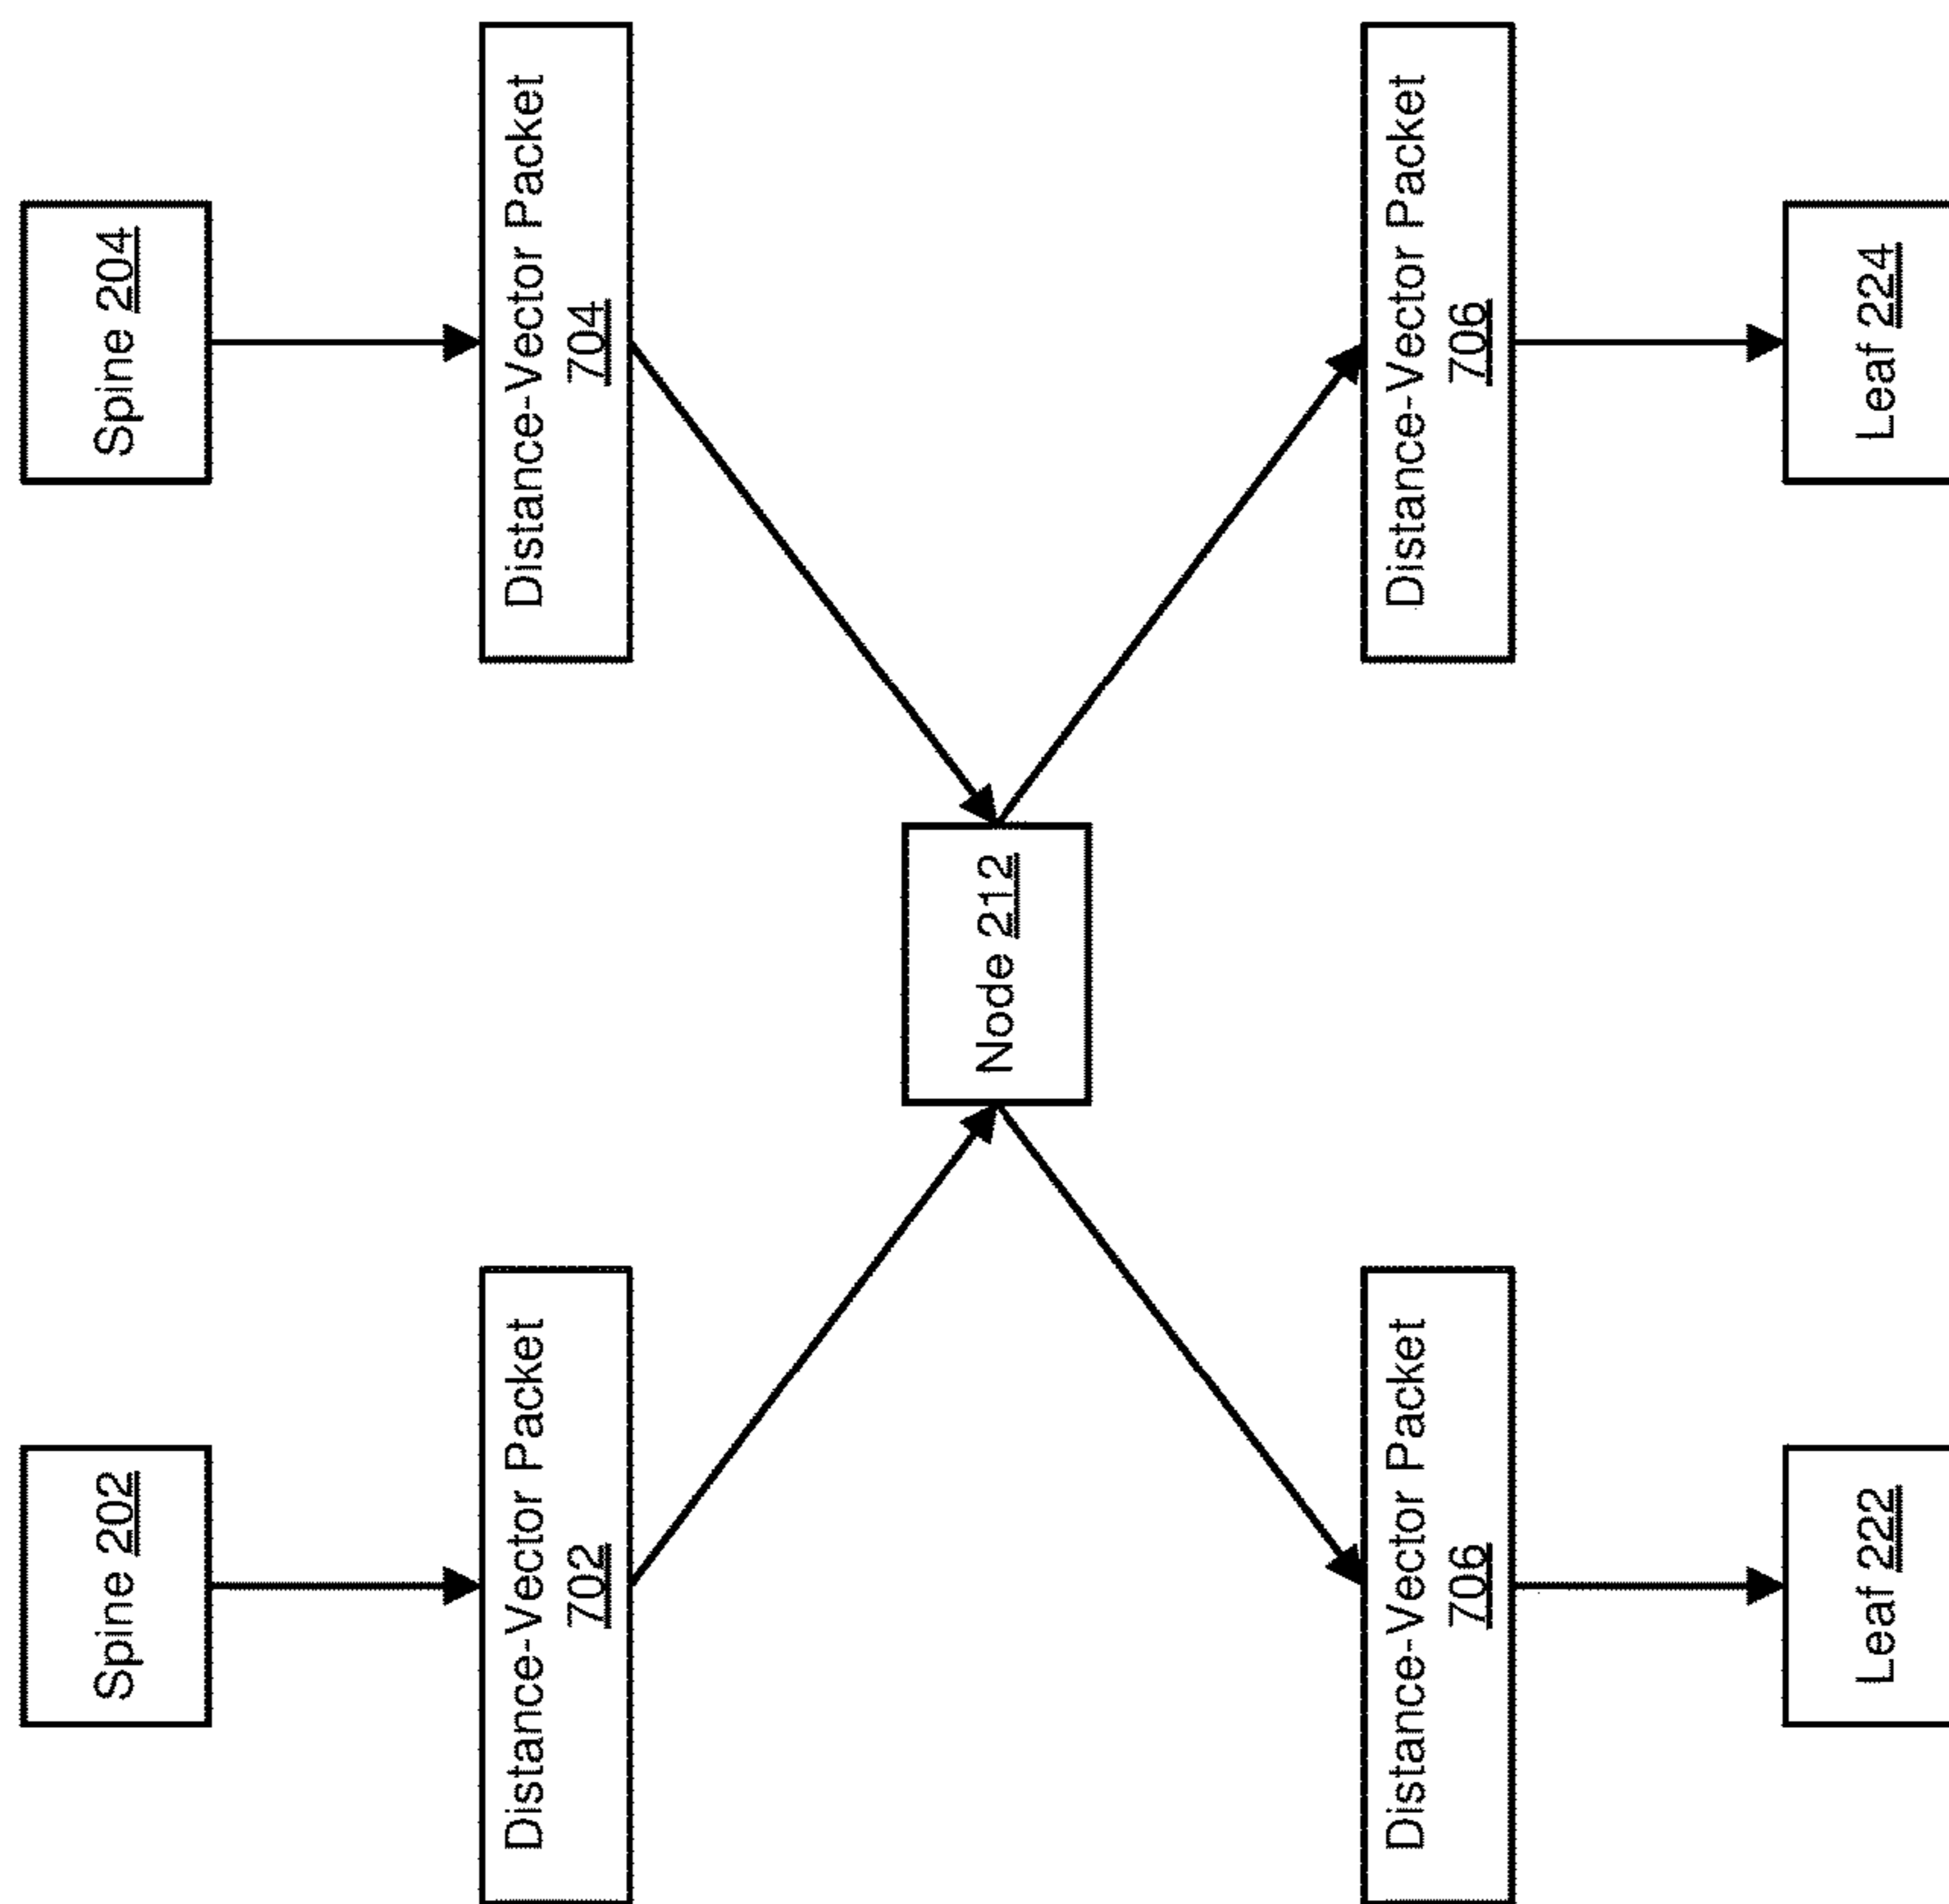 Spine 202
Spine 204
Distance-Vector Packet
702
Distance-Vector Packet
704
Node 212
Distance-Vector Packet
706
Distance-Vector Packet
706
Leaf 222
Leaf 224